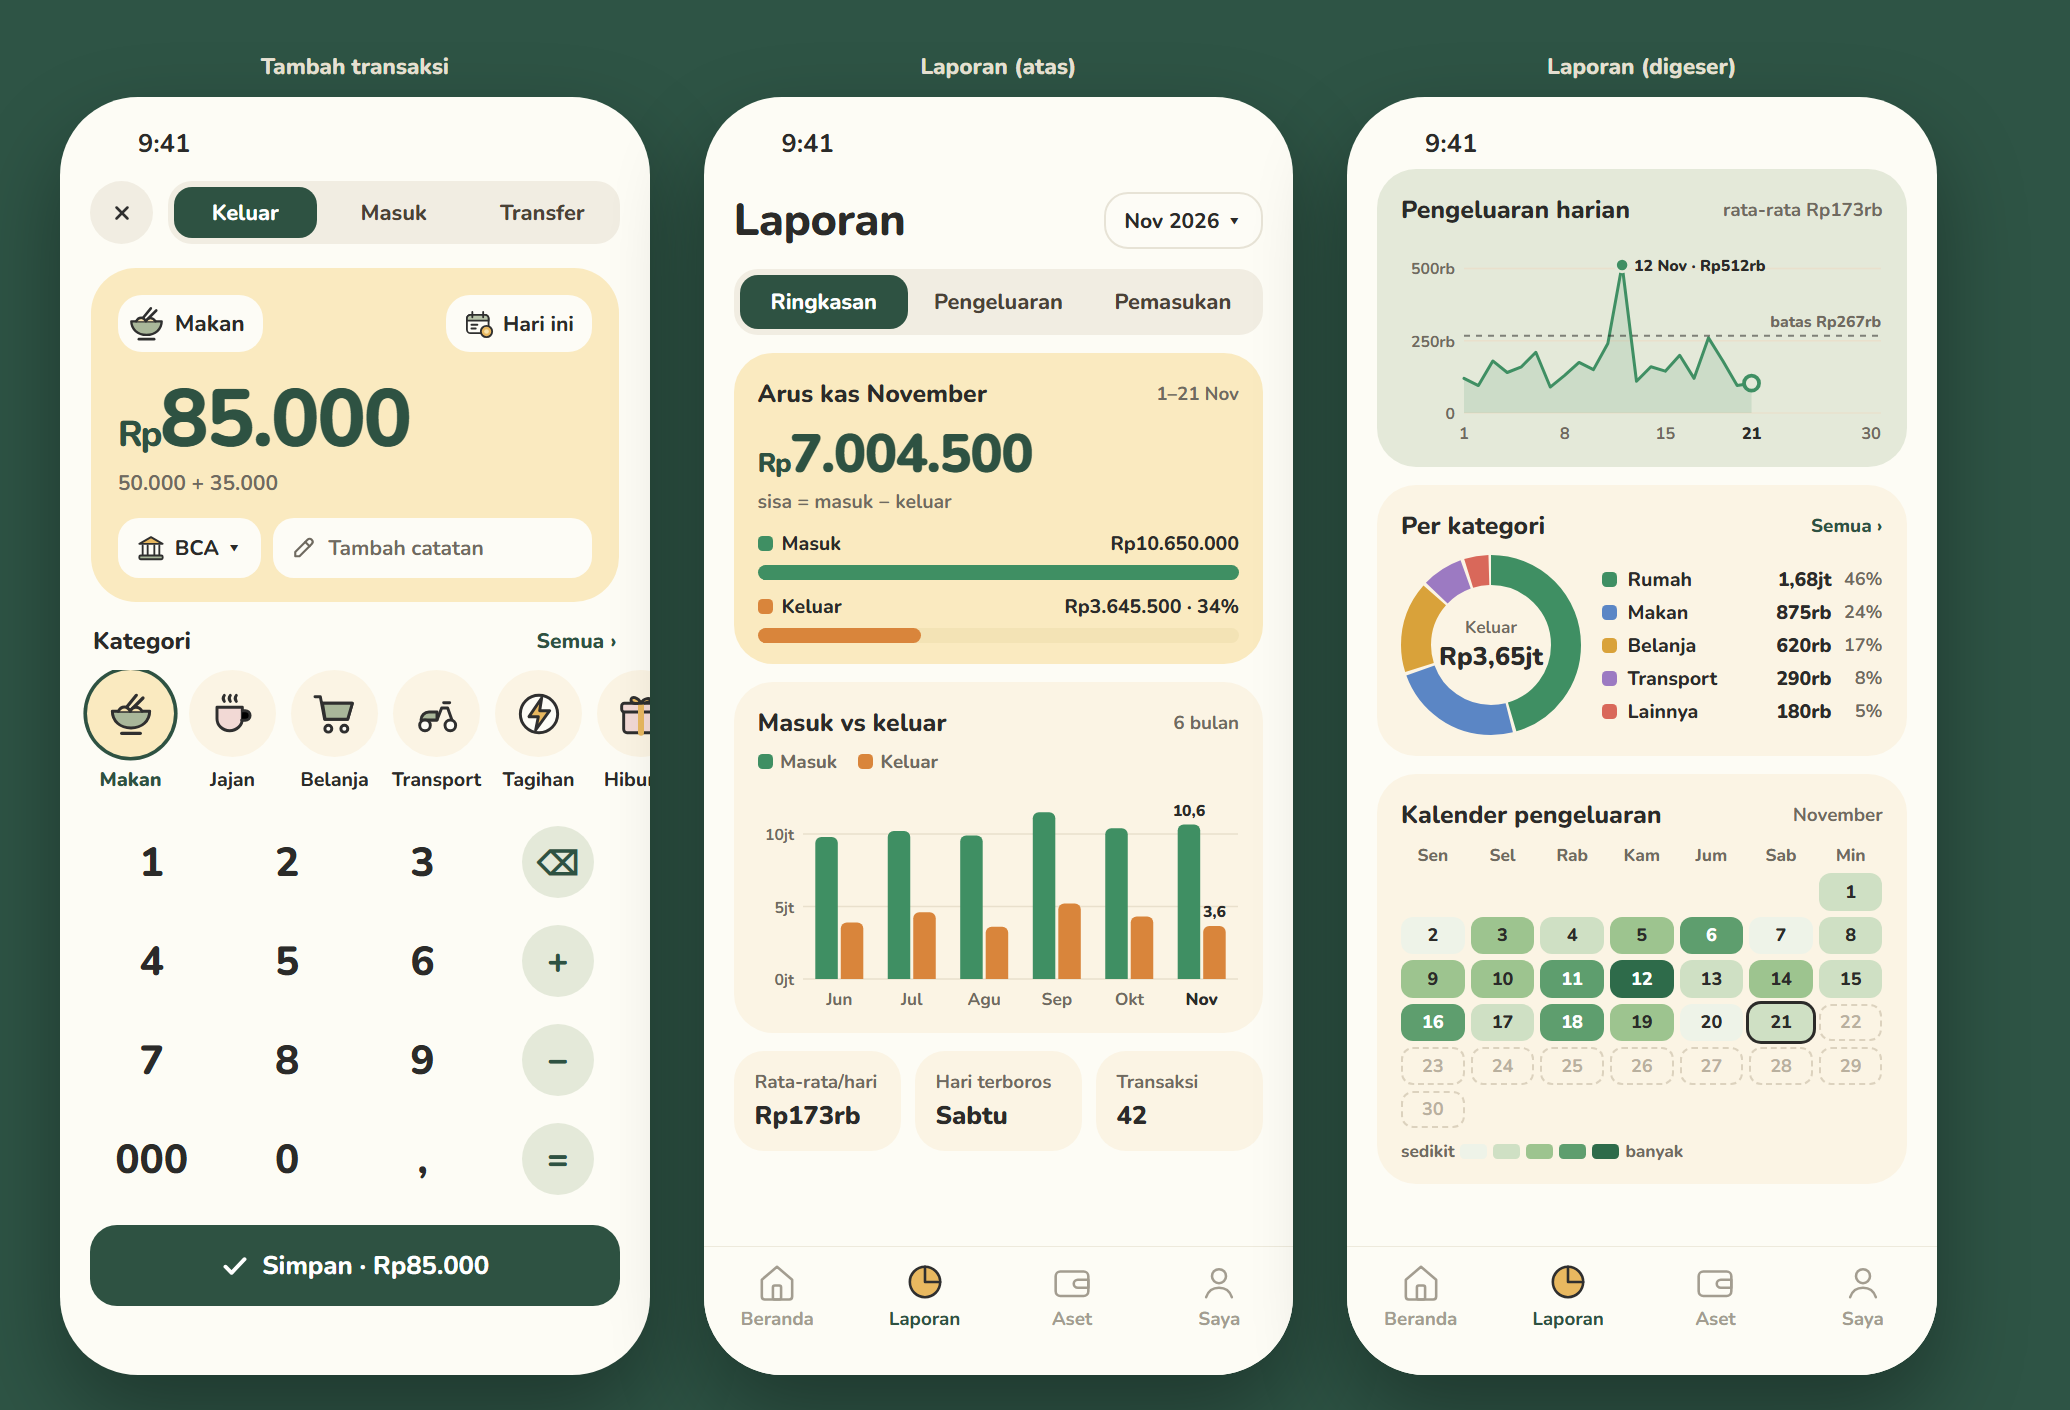 Tambah transaksi
9:41
Keluar Masuk Transfer
Makan
Hari ini
Rp85.000
50.000 + 35.000
BCA
Tambah catatan
Kategori
Semua ›
Makan Jajan Belanja Transport Tagihan Hibur
1 2 3 ⌫
4 5 6 +
7 8 9 −
000 0 , =
Simpan · Rp85.000
Laporan (atas)
9:41
Laporan
Nov 2026
Ringkasan Pengeluaran Pemasukan
Arus kas November
1–21 Nov
Rp7.004.500
sisa = masuk − keluar
Masuk Rp10.650.000
Keluar Rp3.645.500 · 34%
Masuk vs keluar
6 bulan
Masuk Keluar
10,6
10jt
5jt
3,6
0jt
Jun Jul Agu Sep Okt Nov
Rata-rata/hari
Rp173rb
Hari terboros
Sabtu
Transaksi
42
Beranda Laporan Aset Saya
Laporan (digeser)
9:41
Pengeluaran harian
rata-rata Rp173rb
500rb
12 Nov · Rp512rb
batas Rp267rb
250rb
0
1 8 15 21 30
Per kategori
Semua ›
Keluar
Rp3,65jt
Rumah 1,68jt 46%
Makan 875rb 24%
Belanja 620rb 17%
Transport 290rb 8%
Lainnya 180rb 5%
Kalender pengeluaran
November
Sen Sel Rab Kam Jum Sab Min
1
2 3 4 5 6 7 8
9 10 11 12 13 14 15
16 17 18 19 20 21 22
23 24 25 26 27 28 29
30
sedikit banyak
Beranda Laporan Aset Saya